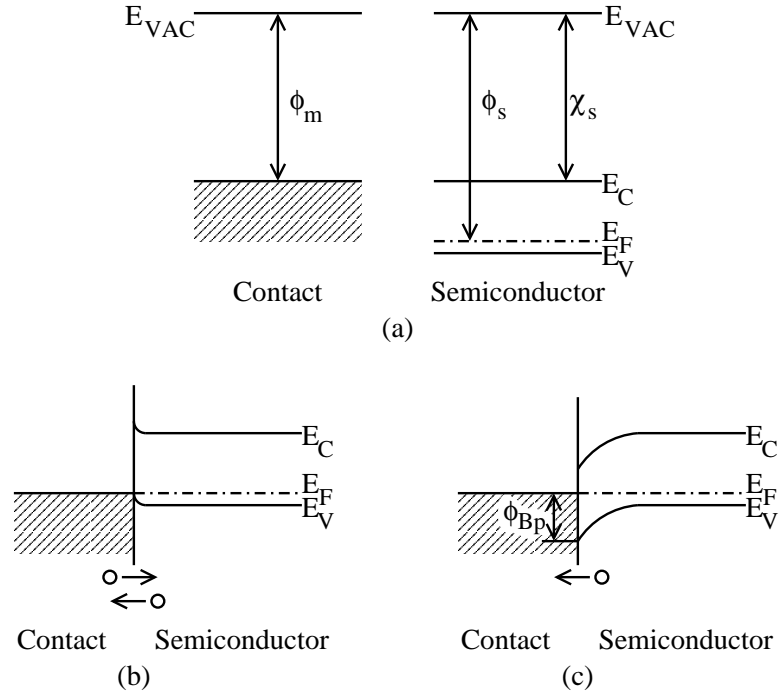 E_VAC E_VAC
ϕ_m ϕ_s χ_s
E_C
E_F
E_V
Contact Semiconductor
(a)
E_C E_C
E_F E_F
E_V ϕ_Bp E_V
Contact Semiconductor Contact Semiconductor
(b) (c)